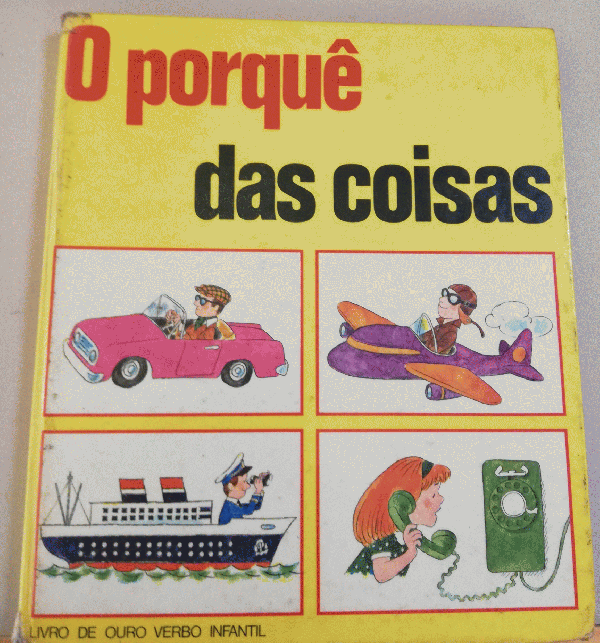 O porquê
das coisas
LIVRO DE OURO VERBO INFANTIL